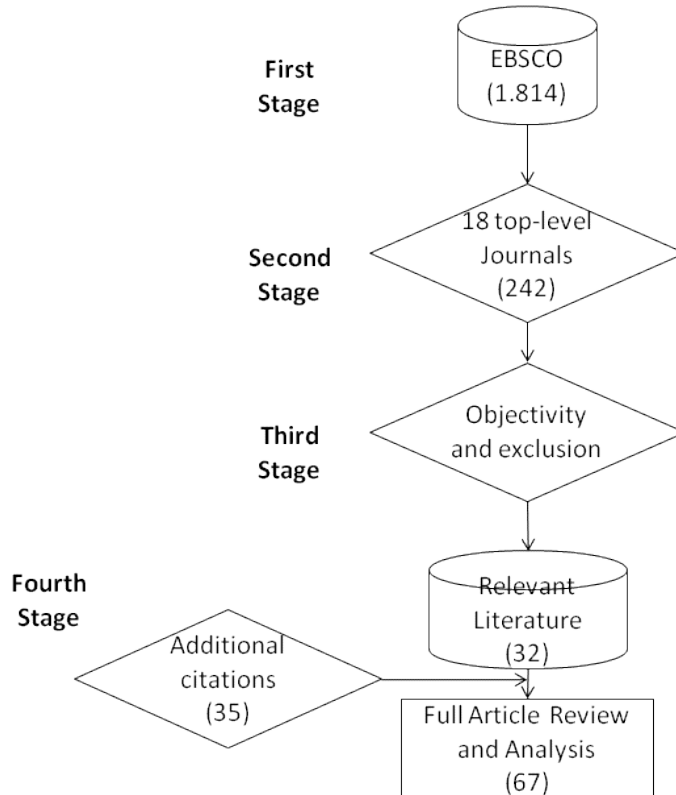 First
Stage
EBSCO
(1.814)
Second
Stage
18 top-level
Journals
(242)
Third
Stage
Objectivity
and exclusion
Fourth
Stage
Relevant
Literature
(32)
Additional
citations
(35)
Full Article Review
and Analysis
(67)